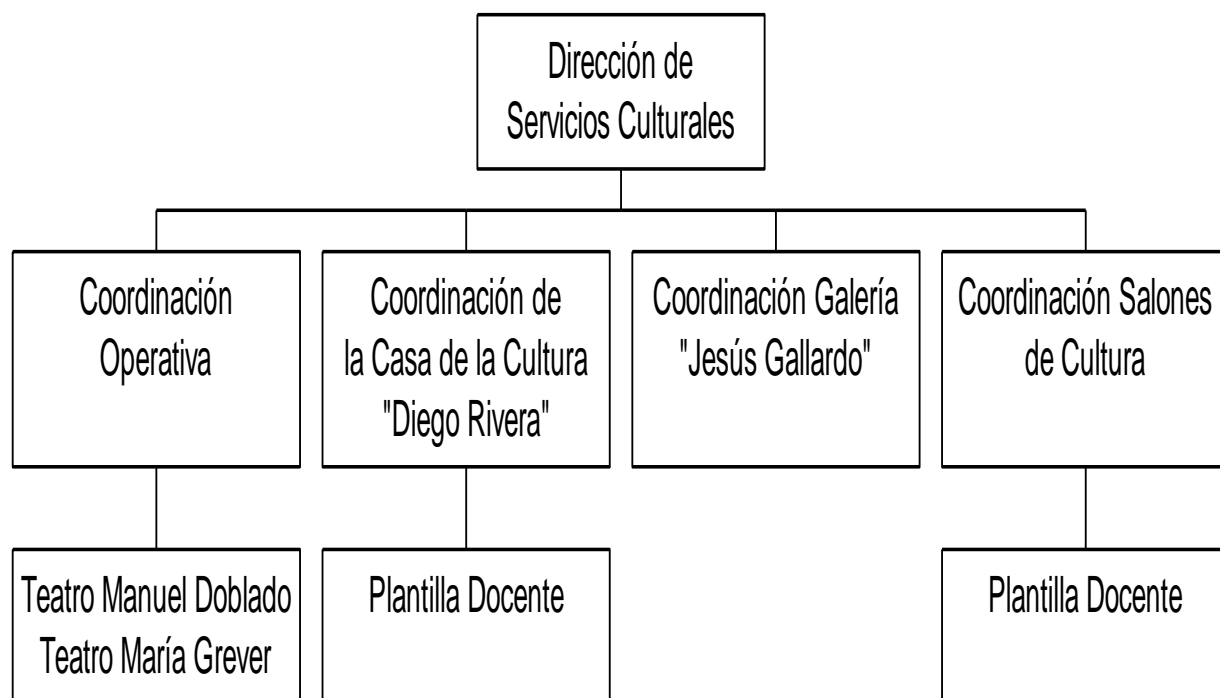 Dirección de
Servicios Culturales
Coordinación
Operativa
Coordinación de
la Casa de la Cultura
"Diego Rivera"
Coordinación Galería
"Jesús Gallardo"
Coordinación Salones
de Cultura
Teatro Manuel Doblado
Teatro María Grever
Plantilla Docente
Plantilla Docente